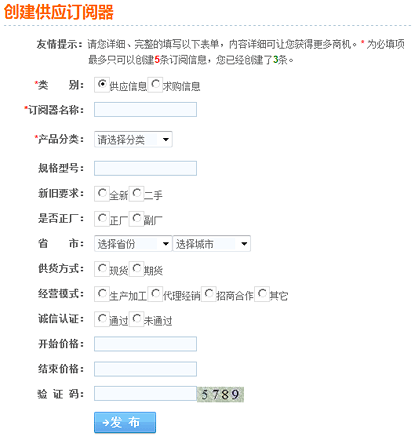 创建供应订阅器
友情提示：请您详细、完整的填写以下表单，内容详细可让您获得更多商机。* 为必填项
最多只可以创建5条订阅信息，您已经创建了3条。
*类 别： 供应信息 求购信息
*订阅器名称：
*产品分类： 请选择分类
规格型号：
新旧要求： 全新 二手
是否正厂： 正厂 副厂
省 市： 选择省份 选择城市
供货方式： 现货 期货
经营模式： 生产加工 代理经销 招商合作 其它
诚信认证： 通过 未通过
开始价格：
结束价格：
验 证 码： 5789
发 布